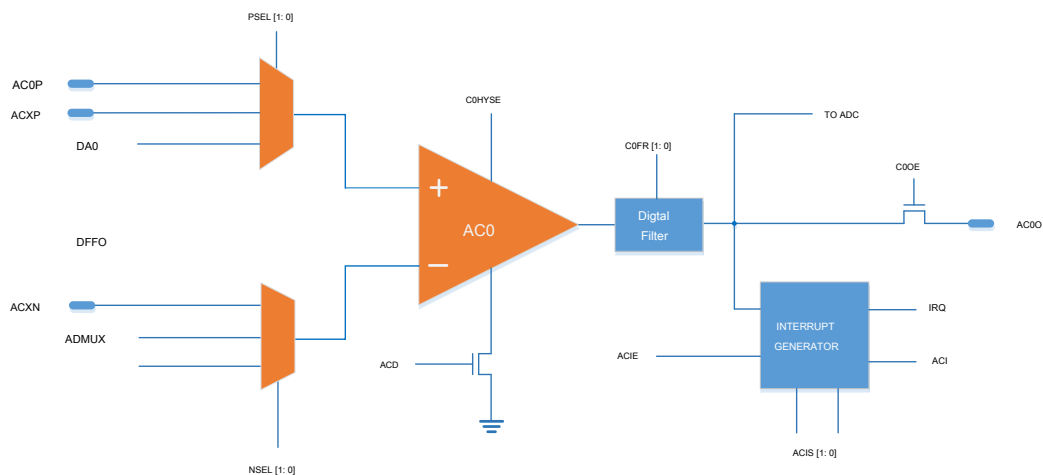 PSEL [1: 0]
AC0P
ACXP
DA0
C0HYSE
C0FR [1: 0]
TO ADC
C0OE
+
AC0
Digtal
Filter
AC0O
DFFO
−
ACXN
ADMUX
ACD
ACIE
INTERRUPT
GENERATOR
IRQ
ACI
ACIS [1: 0]
NSEL [1: 0]